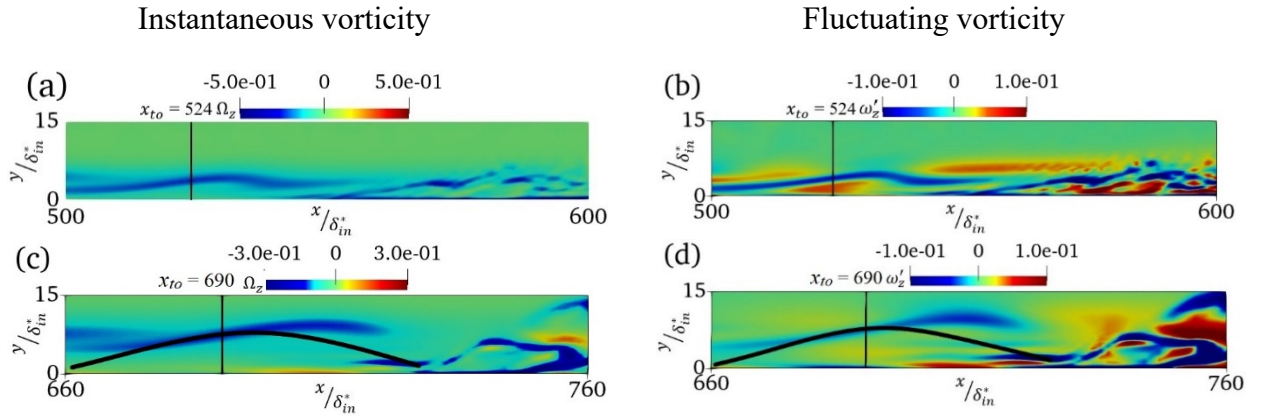 Instantaneous vorticity
Fluctuating vorticity
(a)
-5.0e-01 0 5.0e-01
x_to = 524 Ω_z
15
y/δ*_in
0
500 x/δ*_in 600
(b)
-1.0e-01 0 1.0e-01
x_to = 524 ω′_z
15
y/δ*_in
0
500 x/δ*_in 600
(c)
-3.0e-01 0 3.0e-01
x_to = 690 Ω_z
15
y/δ*_in
0
660 x/δ*_in 760
(d)
-1.0e-01 0 1.0e-01
x_to = 690 ω′_z
15
y/δ*_in
0
660 x/δ*_in 760